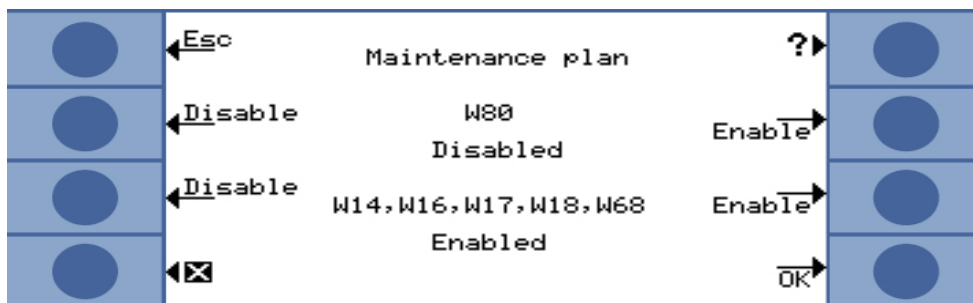 Esc
Maintenance plan
?
Disable
W80
Enable
Disabled
Disable
W14,W16,W17,W18,W68
Enable
Enabled
OK